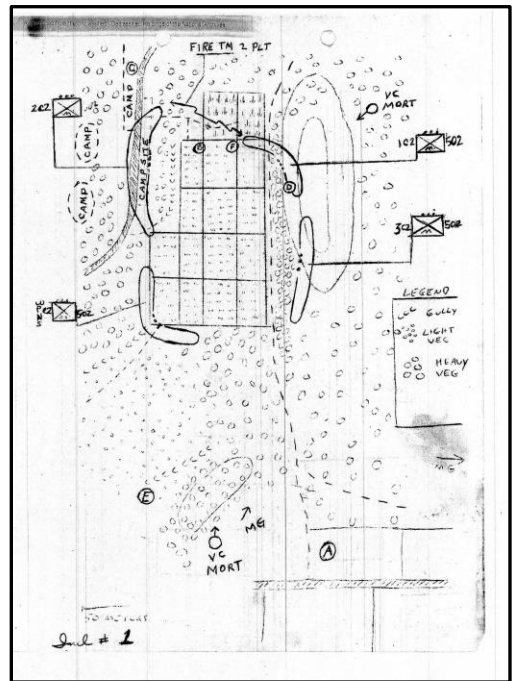 FIRE TM 2 PLT
C
CAMP
VC
MORT
2C2
CAMP
CAMP SITE
1C2 502
B F
CAMP
D
3C2 502
LEGEND
GULLY
LIGHT
VEG
HEAVY
VEG
502
MG
E
MG
VC
MORT
A
50 METERS
Incl # 1